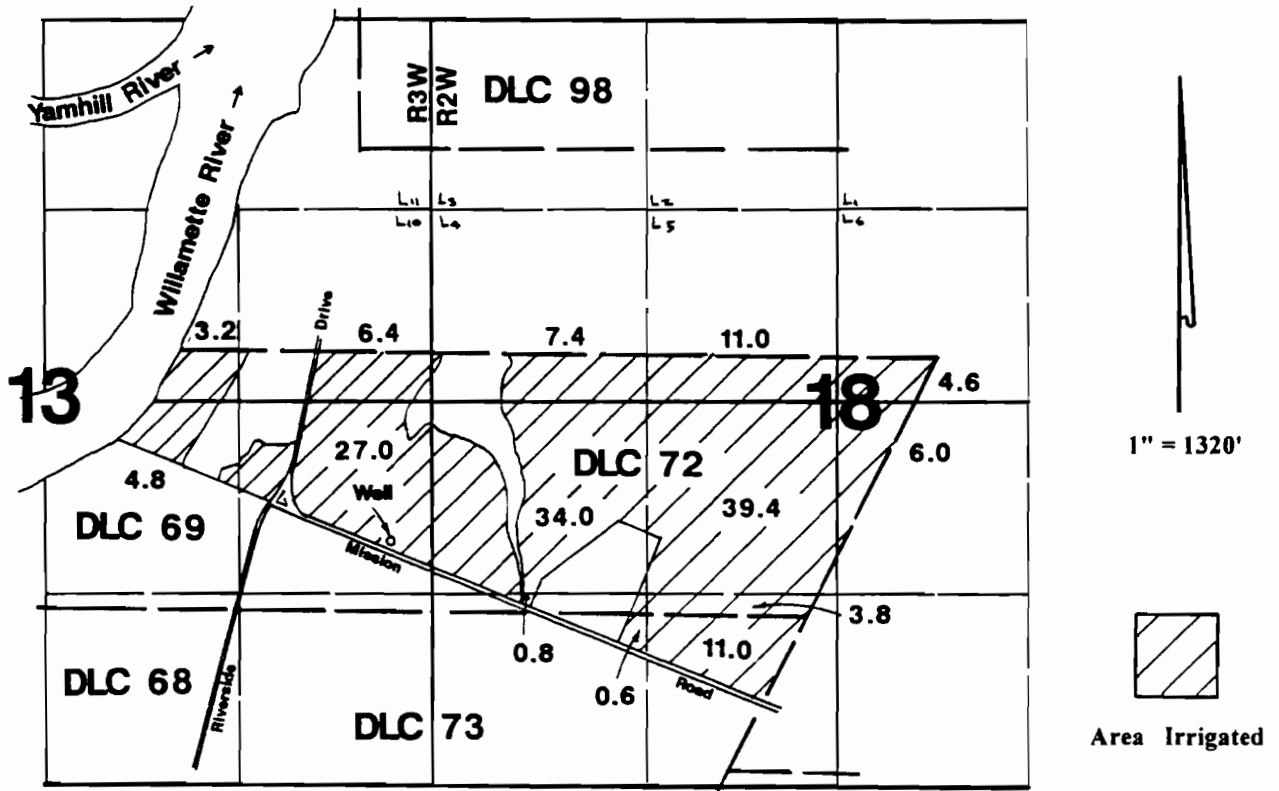 Yamhill River
Willamette River
R3W
R2W
DLC 98
L11 L3
L2
L1
L10 L4
L5
L6
Drive
3.2
6.4
7.4
11.0
13
18
4.6
1" = 1320'
27.0
DLC 72
6.0
4.8
Well
34.0
39.4
DLC 69
Mission
3.8
0.8
11.0
0.6
Road
DLC 68
Riverside
DLC 73
Area Irrigated